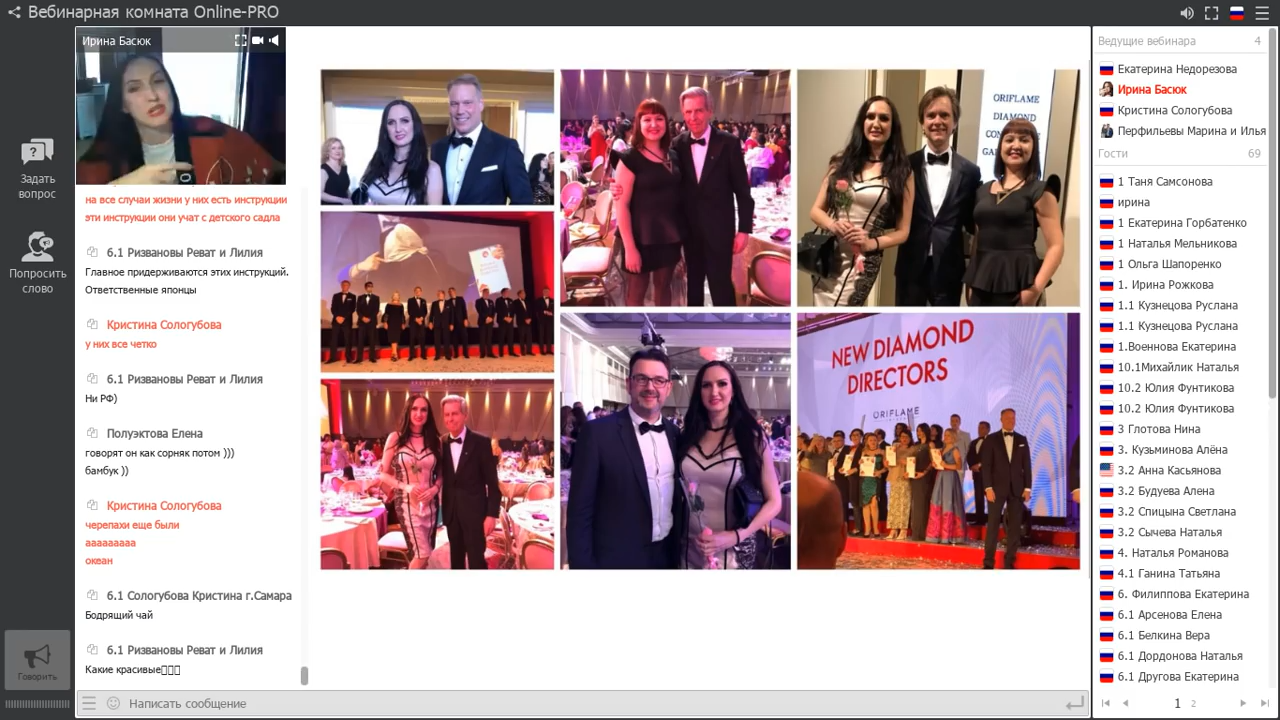 Вебинарная комната Online-PRO
Задать
вопрос
Попросить
слово
Говорить
Ирина Басюк
на все случаи жизни у них есть инструкции
эти инструкции они учат с детского садпа
6.1 Ризвановы Реват и Лилия
Главное придерживаются этих инструкций.
Ответственные японцы
Кристина Сологубова
у них все четко
6.1 Ризвановы Реват и Лилия
Ни РФ)
Полуэктова Елена
говорят он как сорняк потом )))
бамбук ))
Кристина Сологубова
черепахи еще были
ааааааааа
океан
6.1 Сологубова Кристина г.Самара
Бодрящий чай
6.1 Ризвановы Реват и Лилия
Какие красивые
Написать сообщение
ORIFLAME
DIAMOND
NEW DIAMOND
DIRECTORS
ORIFLAME
Ведущие вебинара 4
Екатерина Недорезова
Ирина Басюк
Кристина Сологубова
Перфильевы Марина и Илья
Гости 69
1 Таня Самсонова
ирина
1 Екатерина Горбатенко
1 Наталья Мельникова
1 Ольга Шапоренко
1. Ирина Рожкова
1.1 Кузнецова Руслана
1.1 Кузнецова Руслана
1.Военнова Екатерина
10.1Михайлик Наталья
10.2 Юлия Фунтикова
10.2 Юлия Фунтикова
3 Глотова Нина
3. Кузьминова Алёна
3.2 Анна Касьянова
3.2 Будуева Алена
3.2 Спицына Светлана
3.2 Сычева Наталья
4. Наталья Романова
4.1 Ганина Татьяна
6. Филиппова Екатерина
6.1 Арсенова Елена
6.1 Белкина Вера
6.1 Дордонова Наталья
6.1 Другова Екатерина
1 2